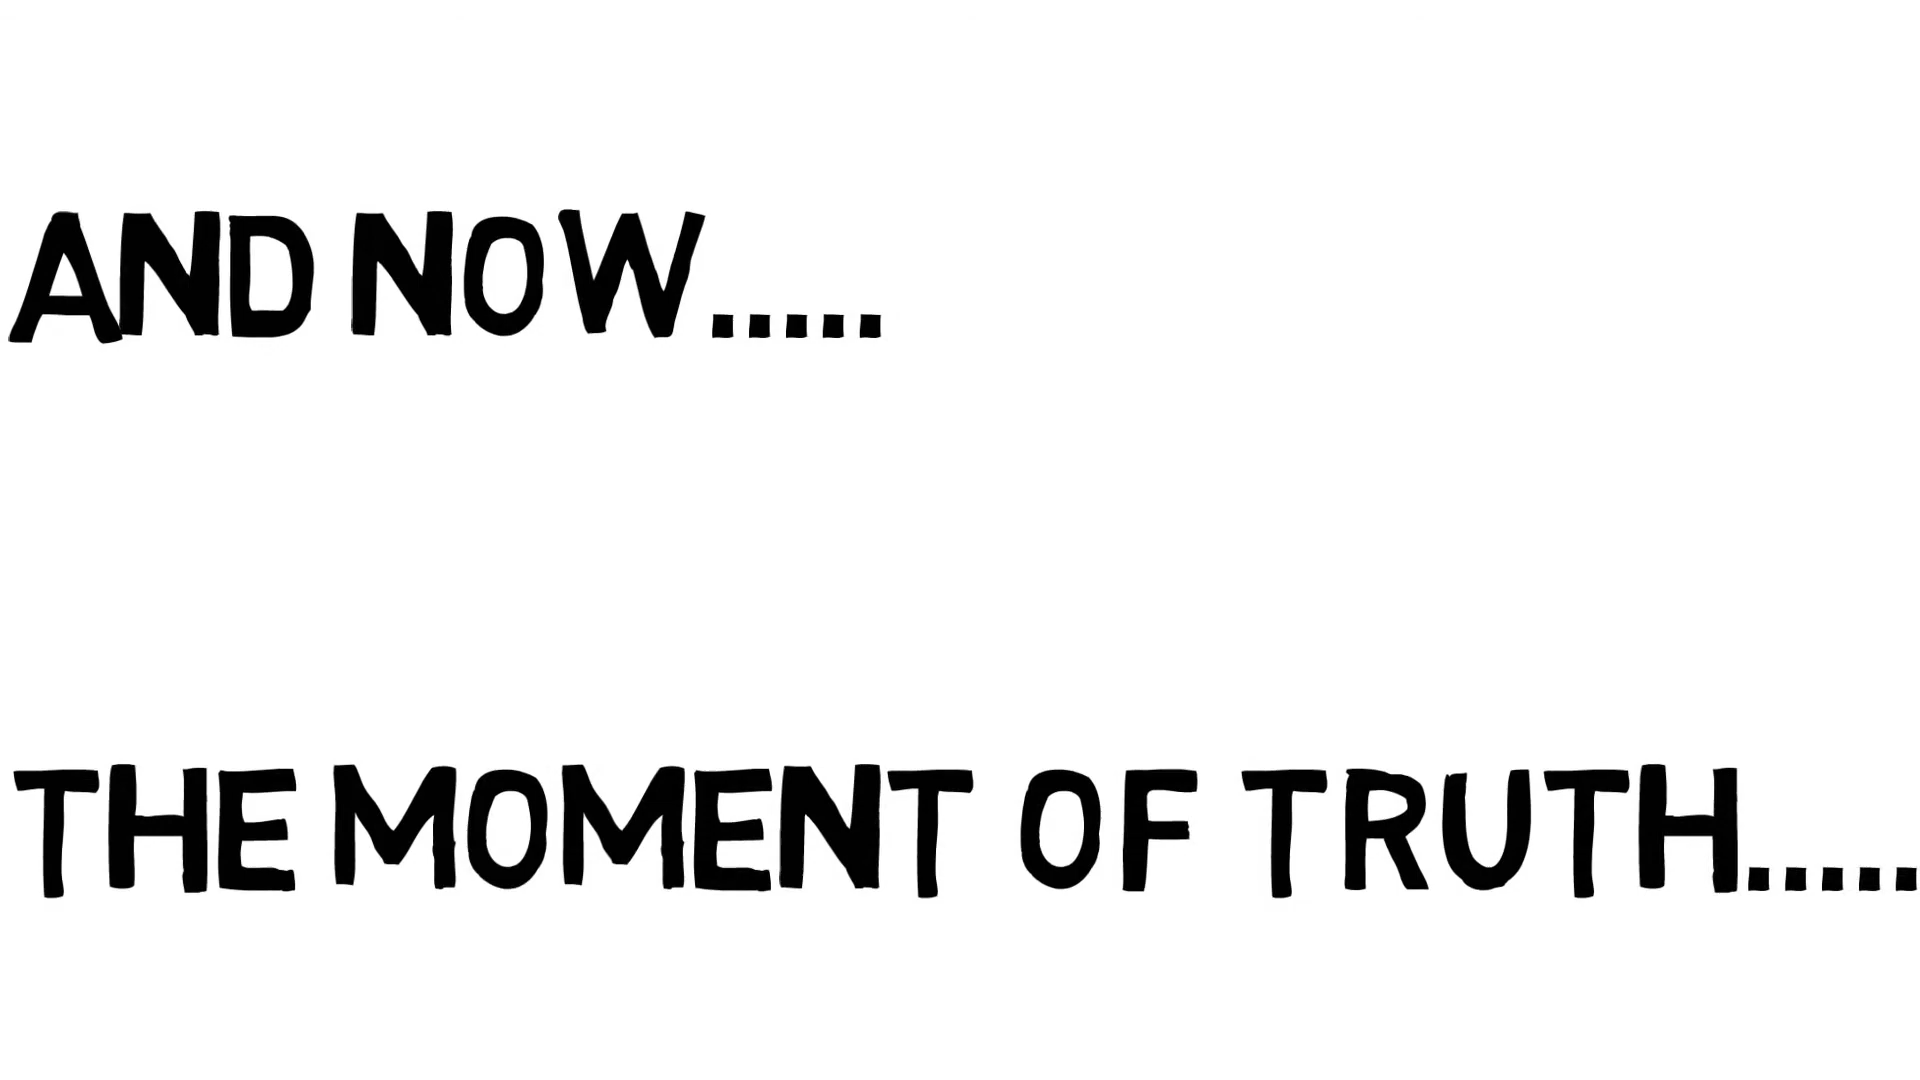 AND NOW.....
THE MOMENT OF TRUTH.....